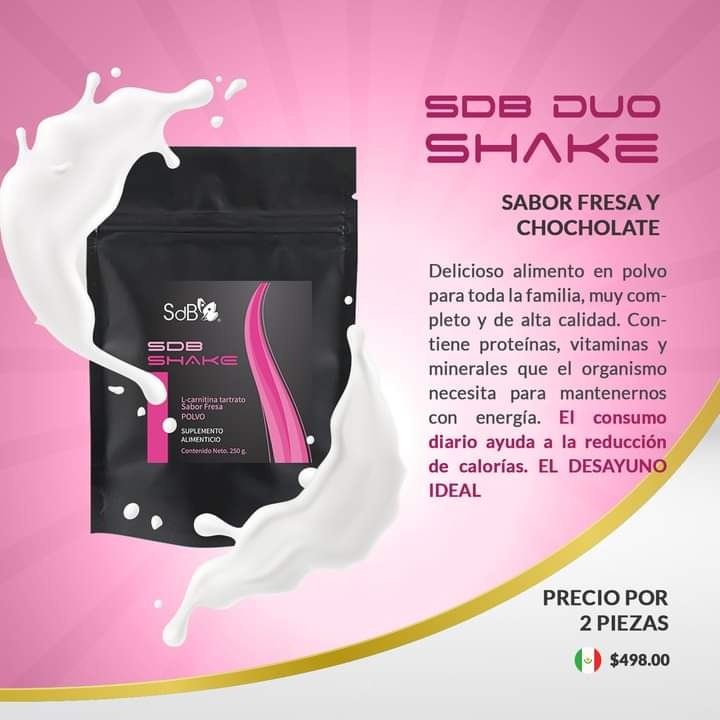 SDB DUO
SHAKE
SABOR FRESA Y
CHOCHOLATE
Delicioso alimento en polvo
para toda la familia, muy com-
pleto y de alta calidad. Con-
tiene proteínas, vitaminas y
minerales que el organismo
necesita para mantenernos
con energía. El consumo
diario ayuda a la reducción
de calorías. EL DESAYUNO
IDEAL
SdB®
SDB
SHAKE
L-carnitina tartrato
Sabor Fresa
POLVO
SUPLEMENTO
ALIMENTICIO
Contenido Neto. 250 g.
PRECIO POR
2 PIEZAS
$498.00